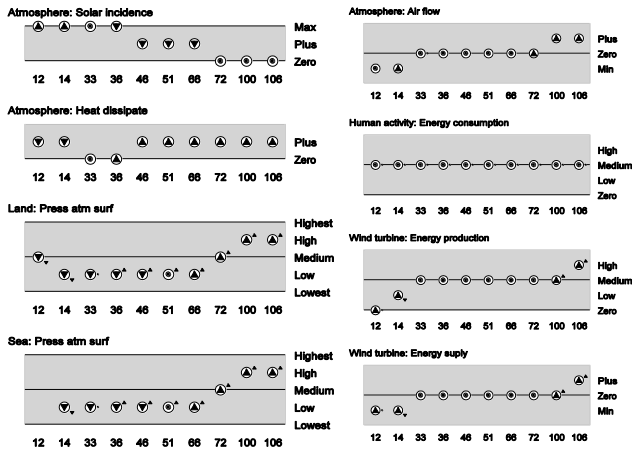 Atmosphere: Solar incidence
Max
Plus
Zero
12 14 33 36 46 51 66 72 100 106
Atmosphere: Heat dissipate
Plus
Zero
12 14 33 36 46 51 66 72 100 106
Land: Press atm surf
Highest
High
Medium
Low
Lowest
12 14 33 36 46 51 66 72 100 106
Sea: Press atm surf
Highest
High
Medium
Low
Lowest
12 14 33 36 46 51 66 72 100 106
Atmosphere: Air flow
Plus
Zero
Min
12 14 33 36 46 51 66 72 100 106
Human activity: Energy consumption
High
Medium
Low
Zero
12 14 33 36 46 51 66 72 100 106
Wind turbine: Energy production
High
Medium
Low
Zero
12 14 33 36 46 51 66 72 100 106
Wind turbine: Energy suply
Plus
Zero
Min
12 14 33 36 46 51 66 72 100 106